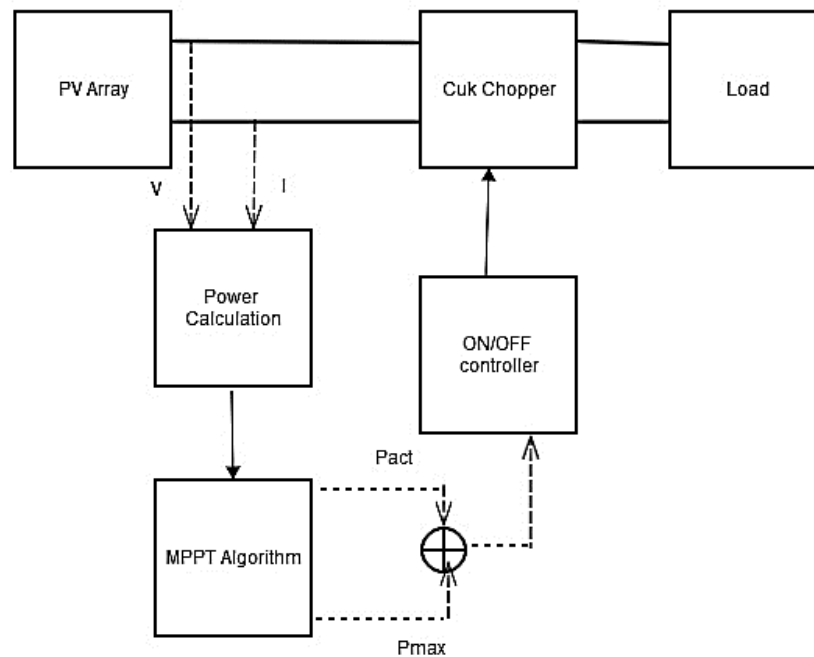 PV Array
Cuk Chopper
Load
V
I
Power
Calculation
ON/OFF
controller
Pact
MPPT Algorithm
Pmax